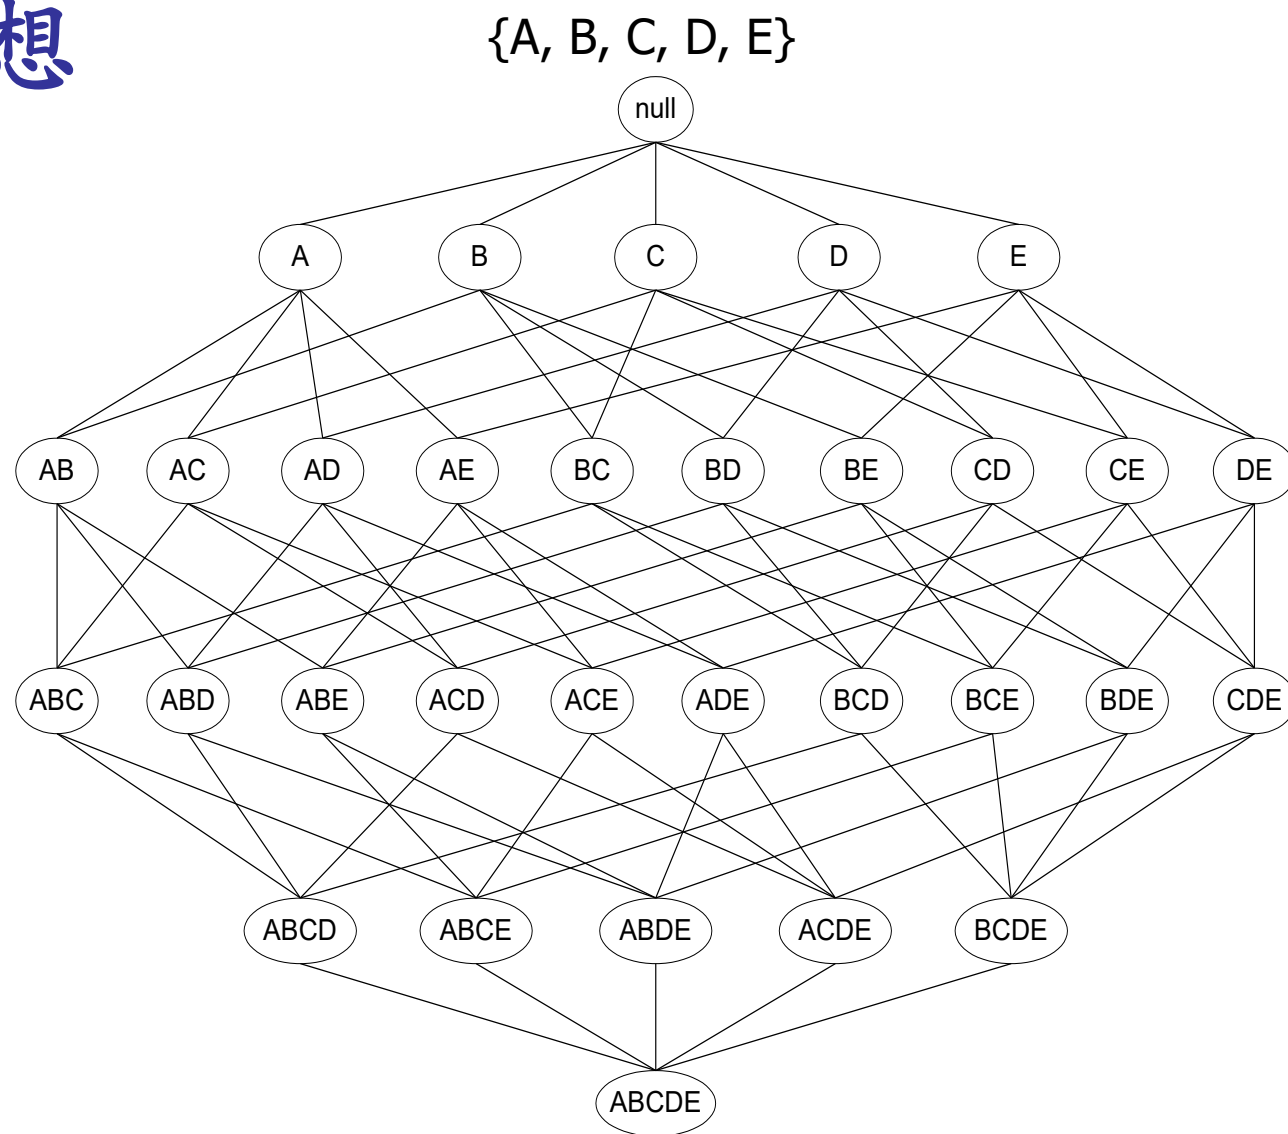 想
{A, B, C, D, E}
null
A B C D E
AB AC AD AE BC BD BE CD CE DE
ABC ABD ABE ACD ACE ADE BCD BCE BDE CDE
ABCD ABCE ABDE ACDE BCDE
ABCDE